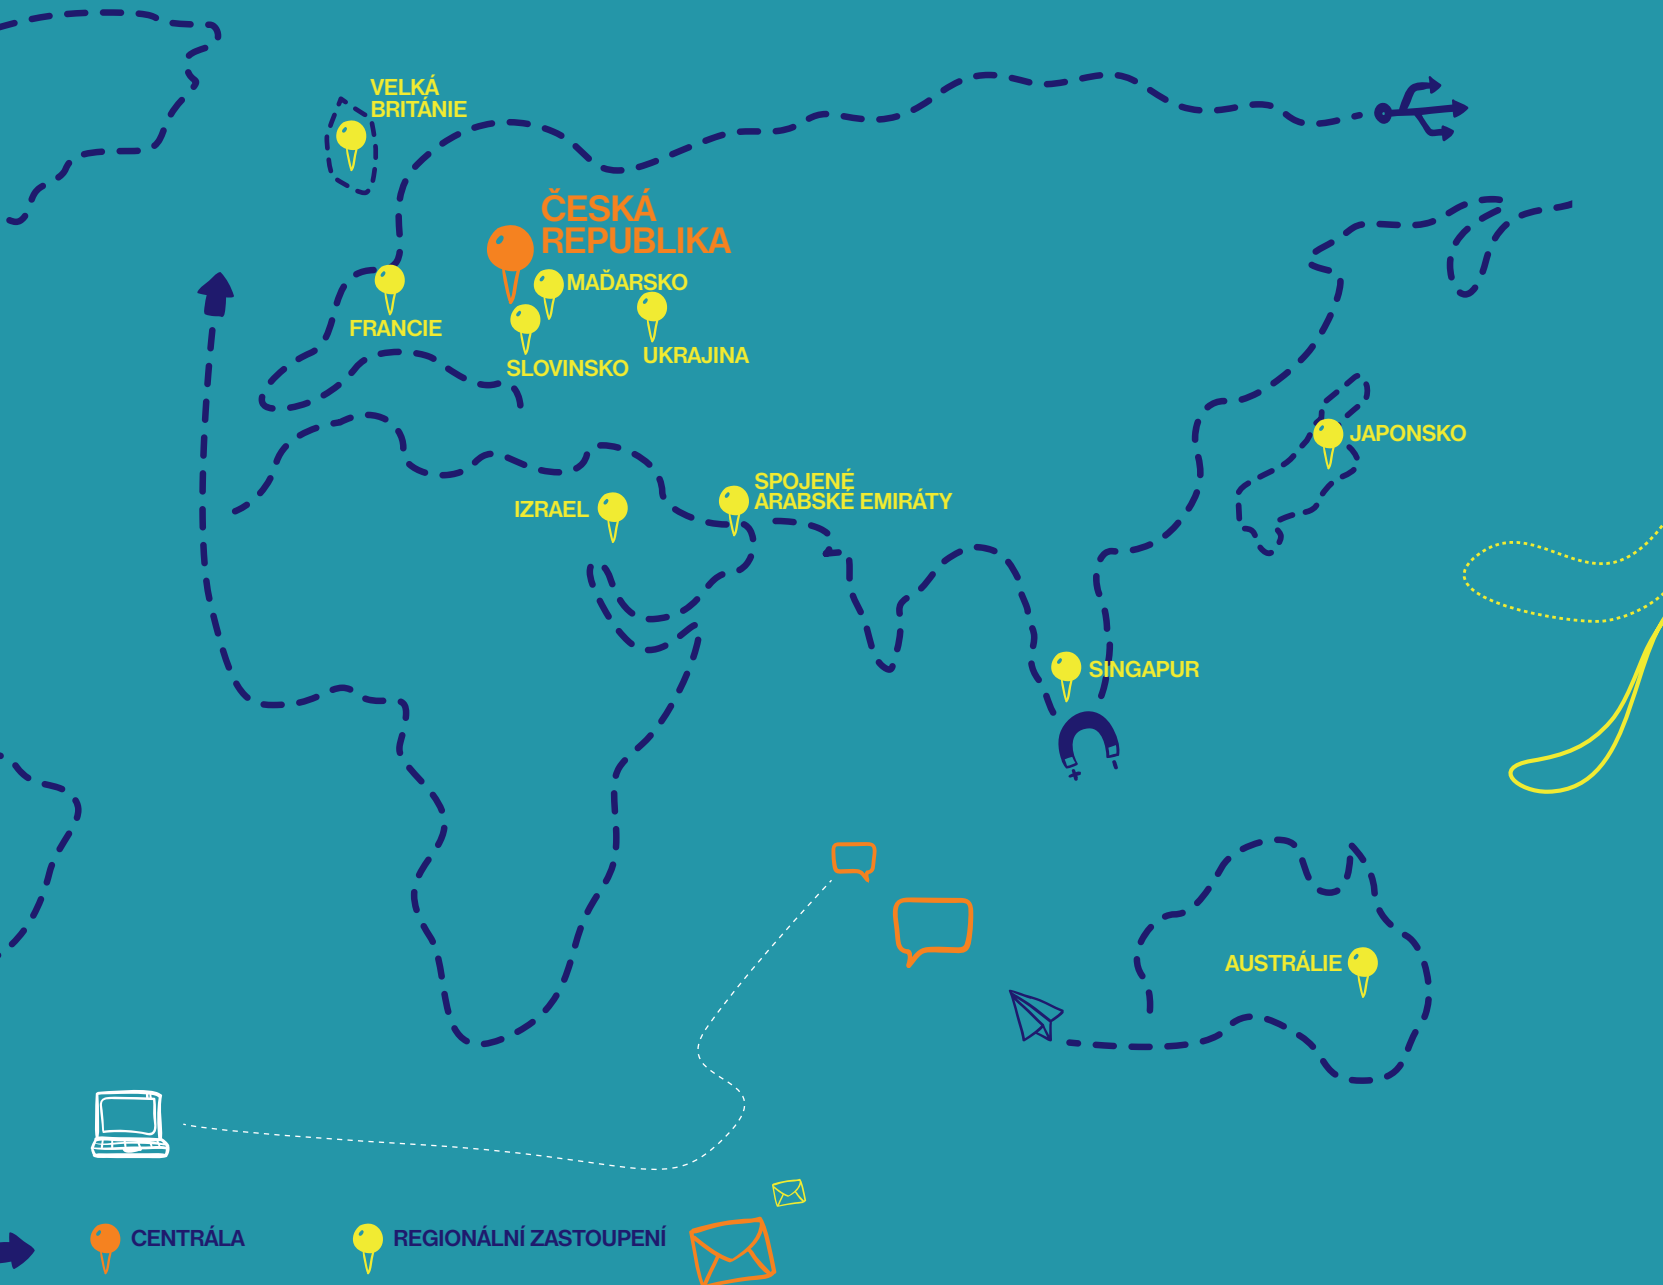 VELKÁ
BRITÁNIE
ČESKÁ
REPUBLIKA
MAĎARSKO
FRANCIE
SLOVINSKO
UKRAJINA
JAPONSKO
SPOJENÉ
ARABSKÉ EMIRÁTY
IZRAEL
SINGAPUR
AUSTRÁLIE
CENTRÁLA
REGIONÁLNÍ ZASTOUPENÍ